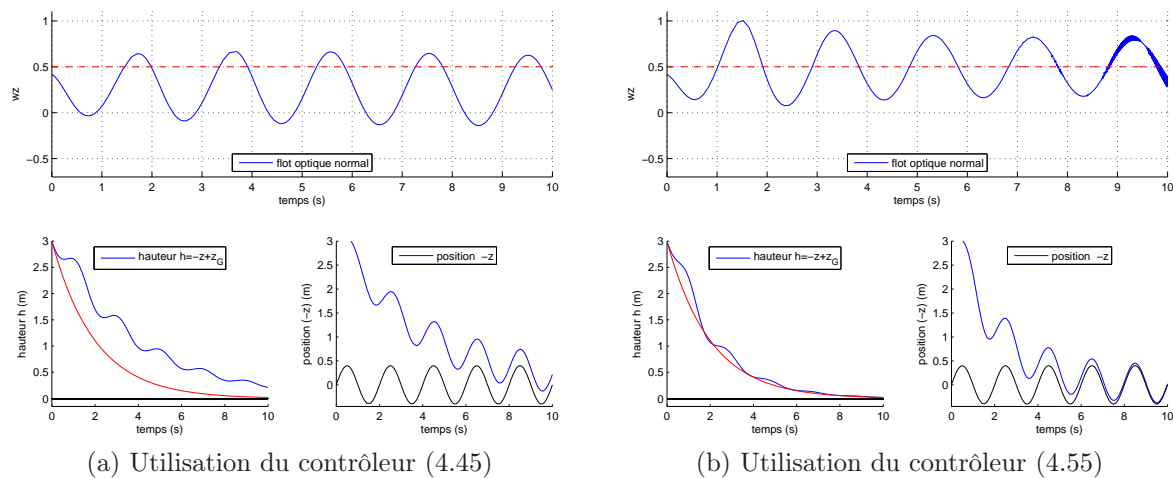 1
0.5
0
−0.5
wz
0 1 2 3 4 5 6 7 8 9 10
temps (s)
flot optique normal
3
2.5
2
1.5
1
0.5
0
hauteur h (m)
0 2 4 6 8 10
temps (s)
hauteur h=−z+z_G
3
2.5
2
1.5
1
0.5
0
position (−z) (m)
0 2 4 6 8 10
temps (s)
position −z
(a) Utilisation du contrôleur (4.45)
1
0.5
0
−0.5
wz
0 1 2 3 4 5 6 7 8 9 10
temps (s)
flot optique normal
3
2.5
2
1.5
1
0.5
0
hauteur h (m)
0 2 4 6 8 10
temps (s)
hauteur h=−z+z_G
3
2.5
2
1.5
1
0.5
0
position (−z) (m)
0 2 4 6 8 10
temps (s)
position −z
(b) Utilisation du contrôleur (4.55)